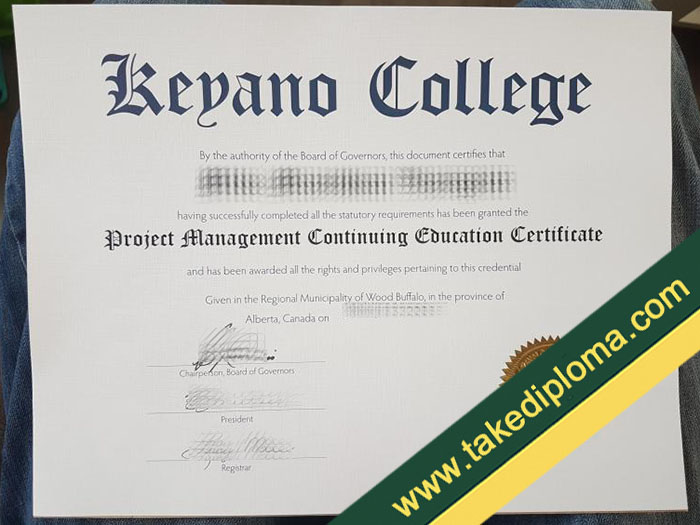 Keyano College
By the authority of the Board of Governors, this document certifies that
having successfully completed all the statutory requirements has been granted the
Project Management Continuing Education Certificate
and has been awarded all the rights and privileges pertaining to this credential
Given in the Regional Municipality of Wood Buffalo, in the province of
Alberta, Canada on
Chairperson, Board of Governors
President
Registrar
www.takediploma.com